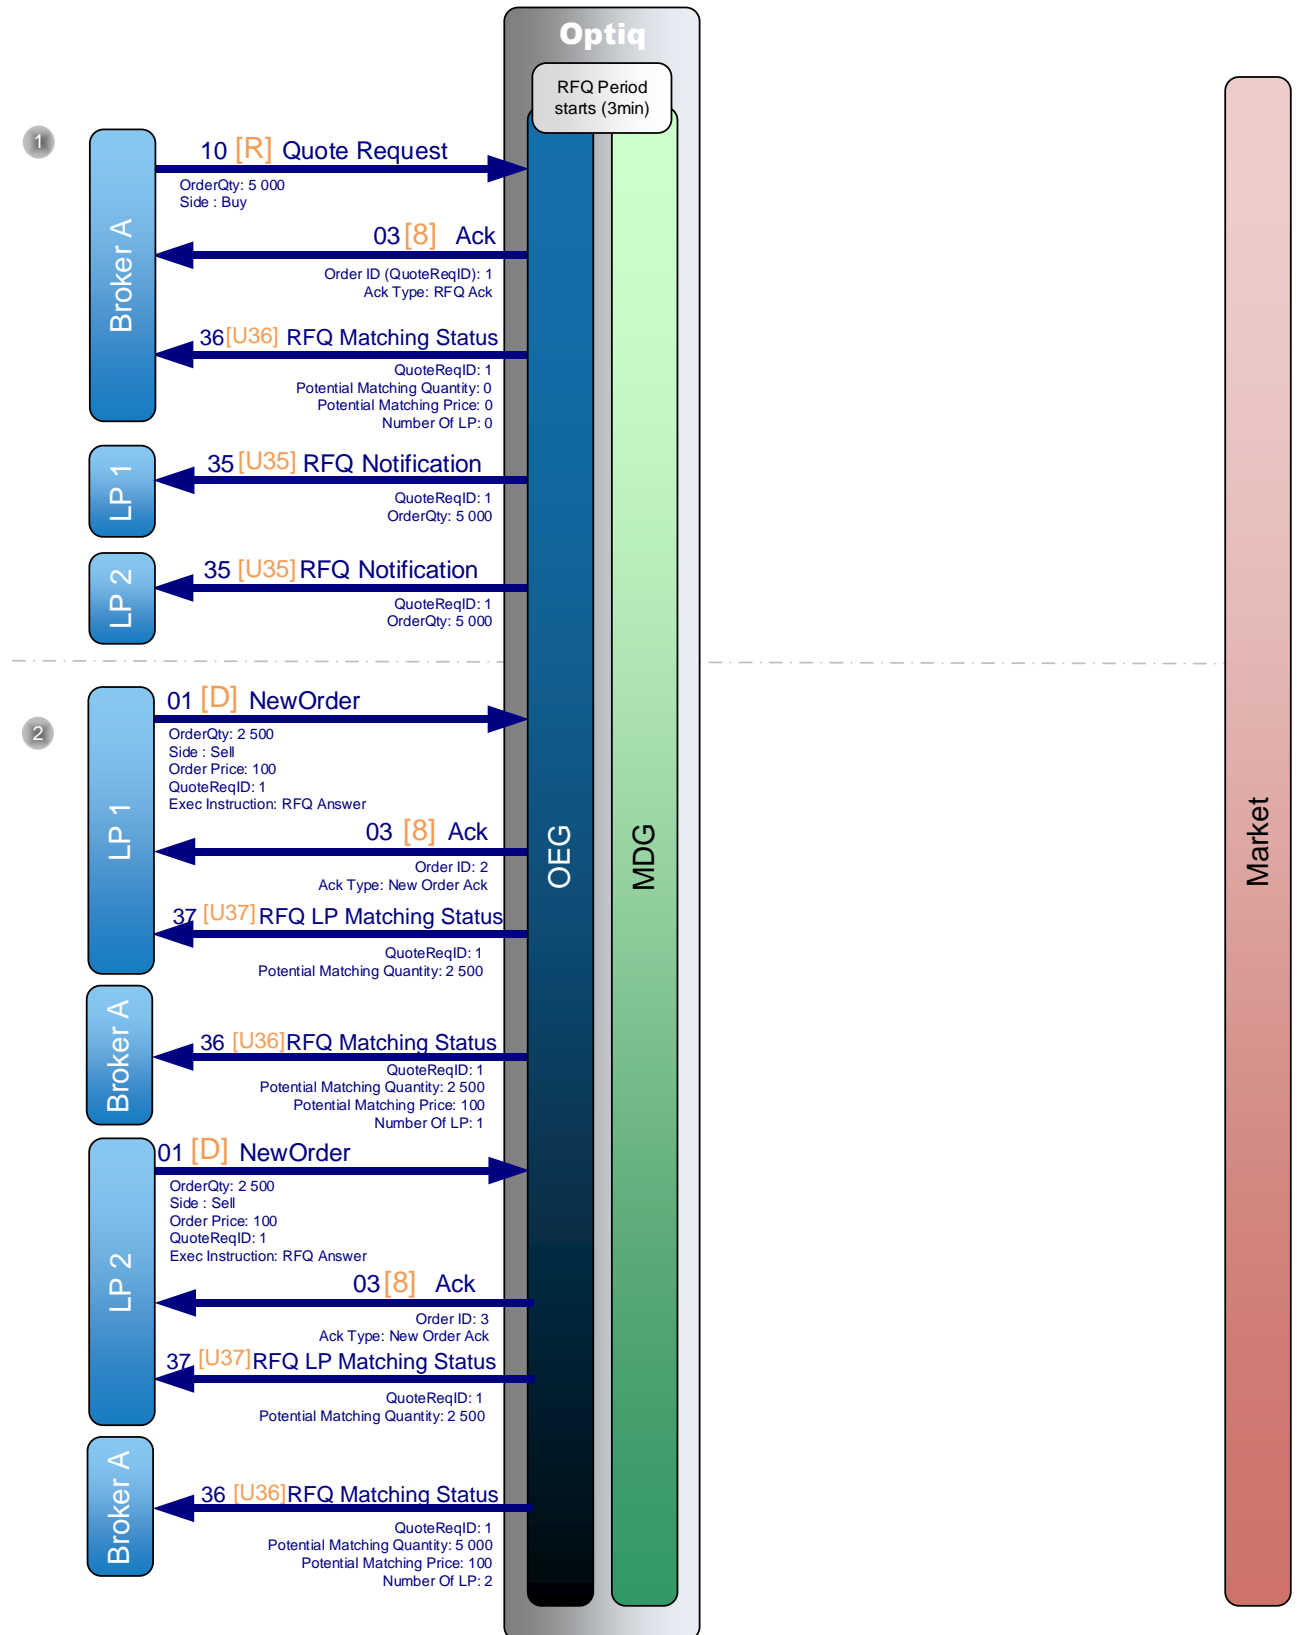 Optiq
RFQ Period
starts (3min)
1
Broker A
10 [R] Quote Request
OrderQty: 5 000
Side : Buy
03 [8] Ack
Order ID (QuoteReqID): 1
Ack Type: RFQ Ack
36 [U36] RFQ Matching Status
QuoteReqID: 1
Potential Matching Quantity: 0
Potential Matching Price: 0
Number Of LP: 0
LP 1
35 [U35] RFQ Notification
QuoteReqID: 1
OrderQty: 5 000
LP 2
35 [U35] RFQ Notification
QuoteReqID: 1
OrderQty: 5 000
2
LP 1
01 [D] NewOrder
OrderQty: 2 500
Side : Sell
Order Price: 100
QuoteReqID: 1
Exec Instruction: RFQ Answer
03 [8] Ack
Order ID: 2
Ack Type: New Order Ack
37 [U37] RFQ LP Matching Status
QuoteReqID: 1
Potential Matching Quantity: 2 500
Broker A
36 [U36] RFQ Matching Status
QuoteReqID: 1
Potential Matching Quantity: 2 500
Potential Matching Price: 100
Number Of LP: 1
LP 2
01 [D] NewOrder
OrderQty: 2 500
Side : Sell
Order Price: 100
QuoteReqID: 1
Exec Instruction: RFQ Answer
03 [8] Ack
Order ID: 3
Ack Type: New Order Ack
37 [U37] RFQ LP Matching Status
QuoteReqID: 1
Potential Matching Quantity: 2 500
Broker A
36 [U36] RFQ Matching Status
QuoteReqID: 1
Potential Matching Quantity: 5 000
Potential Matching Price: 100
Number Of LP: 2
OEG
MDG
Market